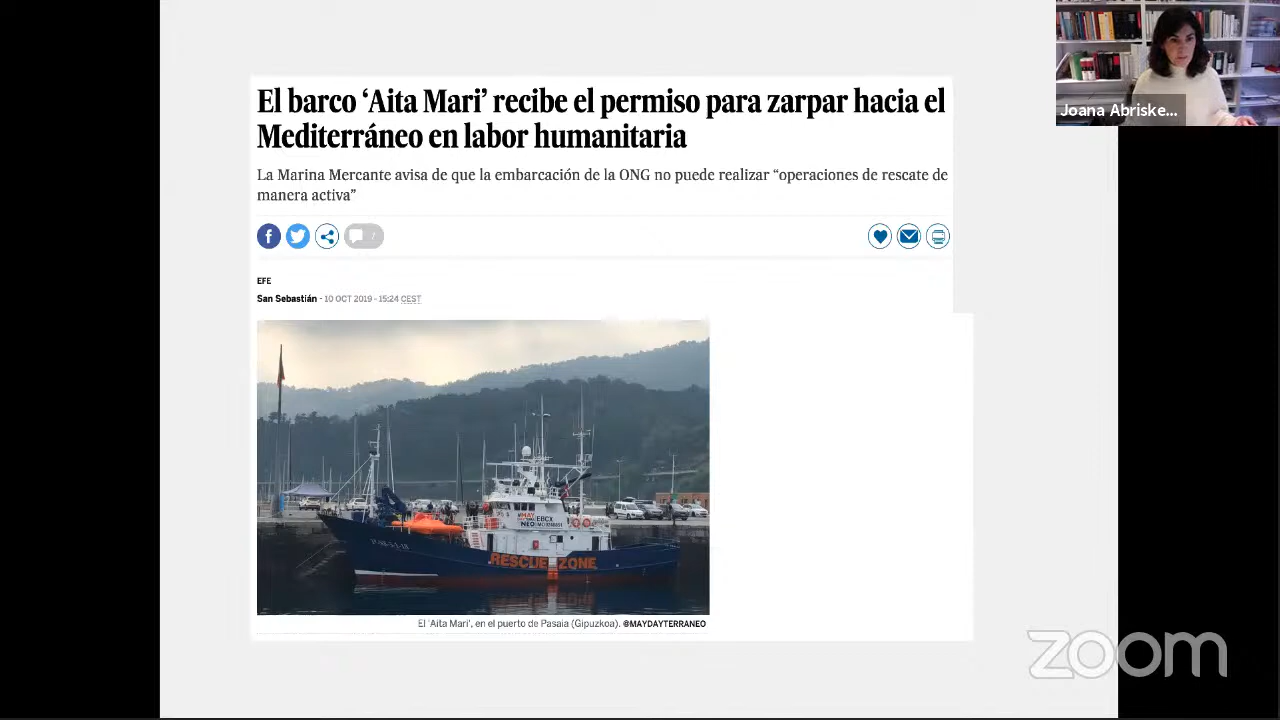 El barco ‘Aita Mari’ recibe el permiso para zarpar hacia el
Mediterráneo en labor humanitaria
La Marina Mercante avisa de que la embarcación de la ONG no puede realizar “operaciones de rescate de
manera activa”
7
EFE
San Sebastián - 10 OCT 2019 - 15:24 CEST
RESCUE ZONE
El ‘Aita Mari’, en el puerto de Pasaia (Gipuzkoa). @MAYDAYTERRANEO
Joana Abriske...
zoom